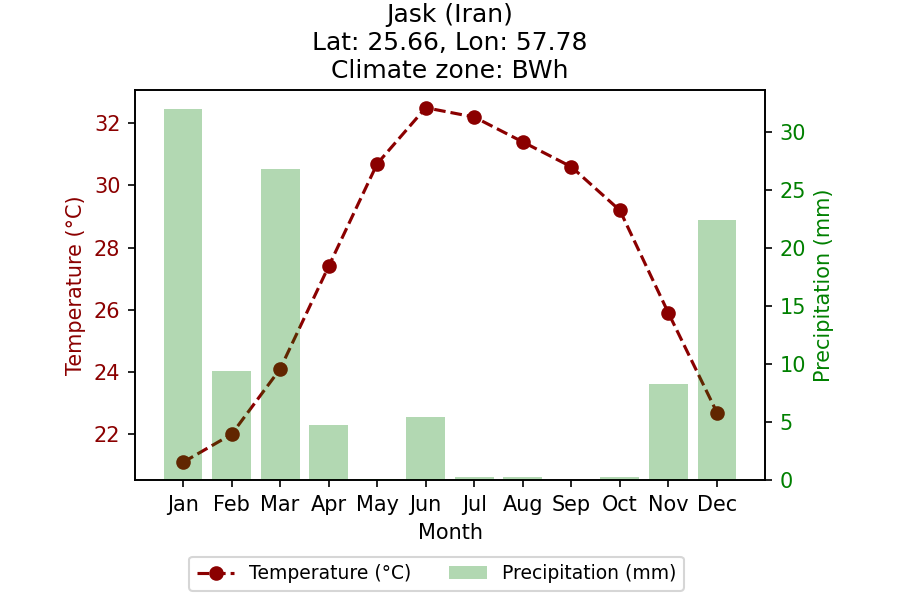 Jask (Iran)
Lat: 25.66, Lon: 57.78
Climate zone: BWh
32
30
28
26
24
22
Temperature (°C)
30
25
20
15
10
5
0
Precipitation (mm)
Jan Feb Mar Apr May Jun Jul Aug Sep Oct Nov Dec
Month
Temperature (°C) Precipitation (mm)